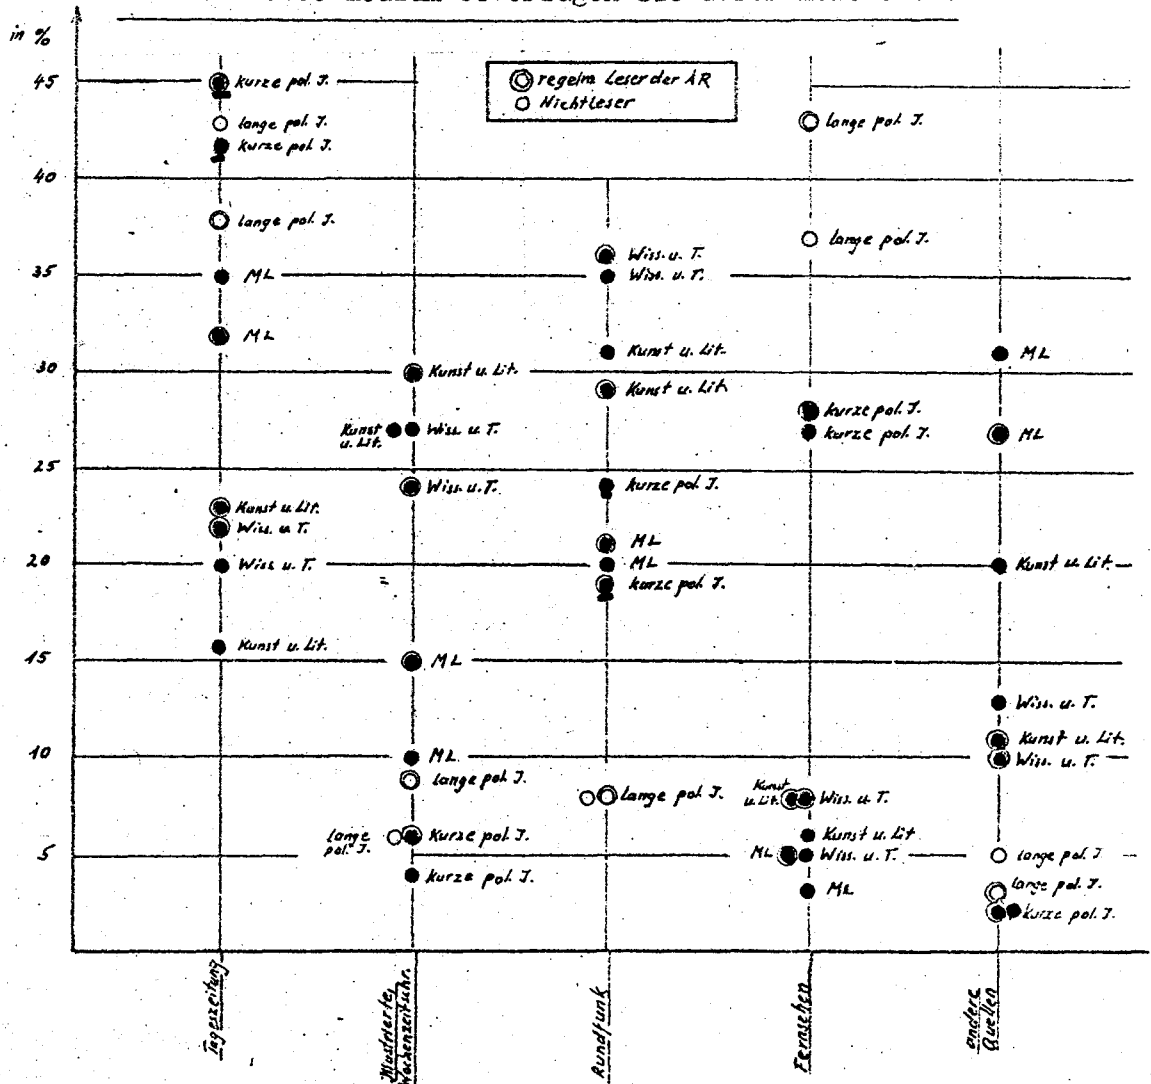 in %
45
40
35
30
25
20
15
10
5
regelm. Leser der AR
Nichtleser
kurze pol. I.
lange pol. I.
kurze pol. I.
lange pol. I.
ML
ML
Kunst u. Lit.
Wiss. u. T.
Wiss. u. T.
Kunst u. Lit.
Tageszeitung
Kunst u. Lit.
Kunst
u. Lit.
Wiss. u. T.
Wiss. u. T.
ML
ML
lange pol. I.
lange
pol. I.
Kurze pol. I.
kurze pol. I.
Illustrierte,
Wochenzeitschr.
Wiss. u. T.
Wiss. u. T.
Kunst u. Lit.
Kunst u. Lit.
kurze pol. I.
ML
ML
kurze pol. I.
lange pol. I.
Rundfunk
lange pol. I.
lange pol. I.
kurze pol. I.
kurze pol. I.
Kunst
u. Lit.
Wiss. u. T.
Kunst u. Lit
ML
Wiss. u. T.
ML
Fernsehen
ML
ML
Kunst u. Lit.
Wiss. u. T.
Kunst u. Lit.
Wiss. u. T.
lange pol. I
lange pol. I.
kurze pol. I.
andere
Quellen